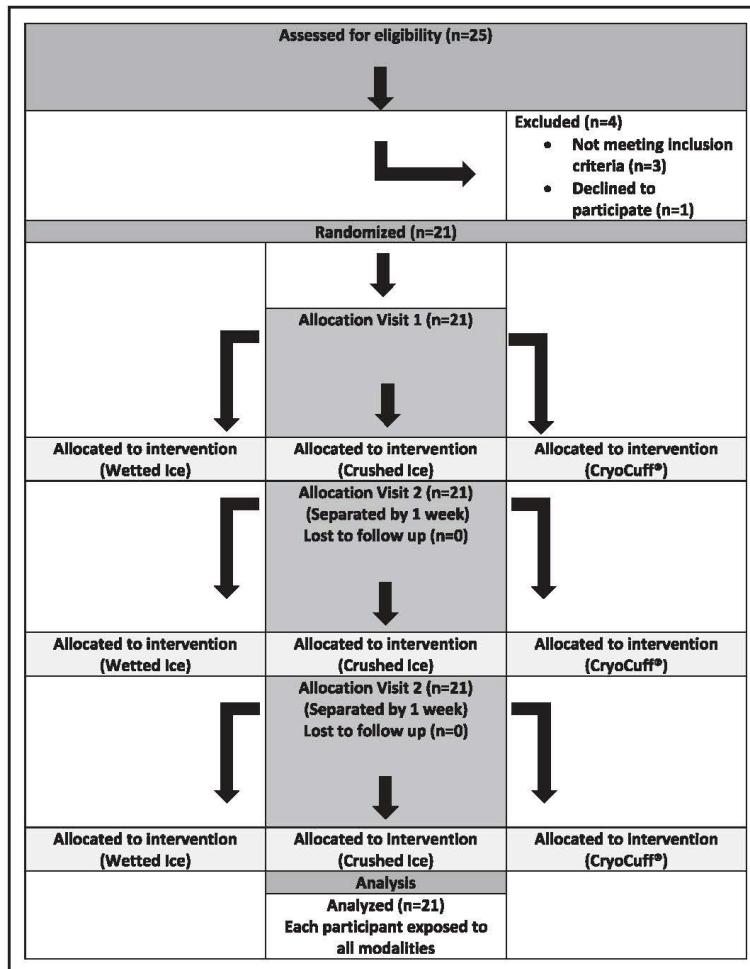 Assessed for eligibility (n=25)
Excluded (n=4)
• Not meeting inclusion
criteria (n=3)
• Declined to
participate (n=1)
Randomized (n=21)
Allocation Visit 1 (n=21)
Allocated to intervention
(Wetted Ice)
Allocated to intervention
(Crushed Ice)
Allocated to intervention
(CryoCuff®)
Allocation Visit 2 (n=21)
(Separated by 1 week)
Lost to follow up (n=0)
Allocated to intervention
(Wetted Ice)
Allocated to intervention
(Crushed Ice)
Allocated to intervention
(CryoCuff®)
Allocation Visit 2 (n=21)
(Separated by 1 week)
Lost to follow up (n=0)
Allocated to intervention
(Wetted Ice)
Allocated to intervention
(Crushed Ice)
Allocated to intervention
(CryoCuff®)
Analysis
Analyzed (n=21)
Each participant exposed to
all modalities